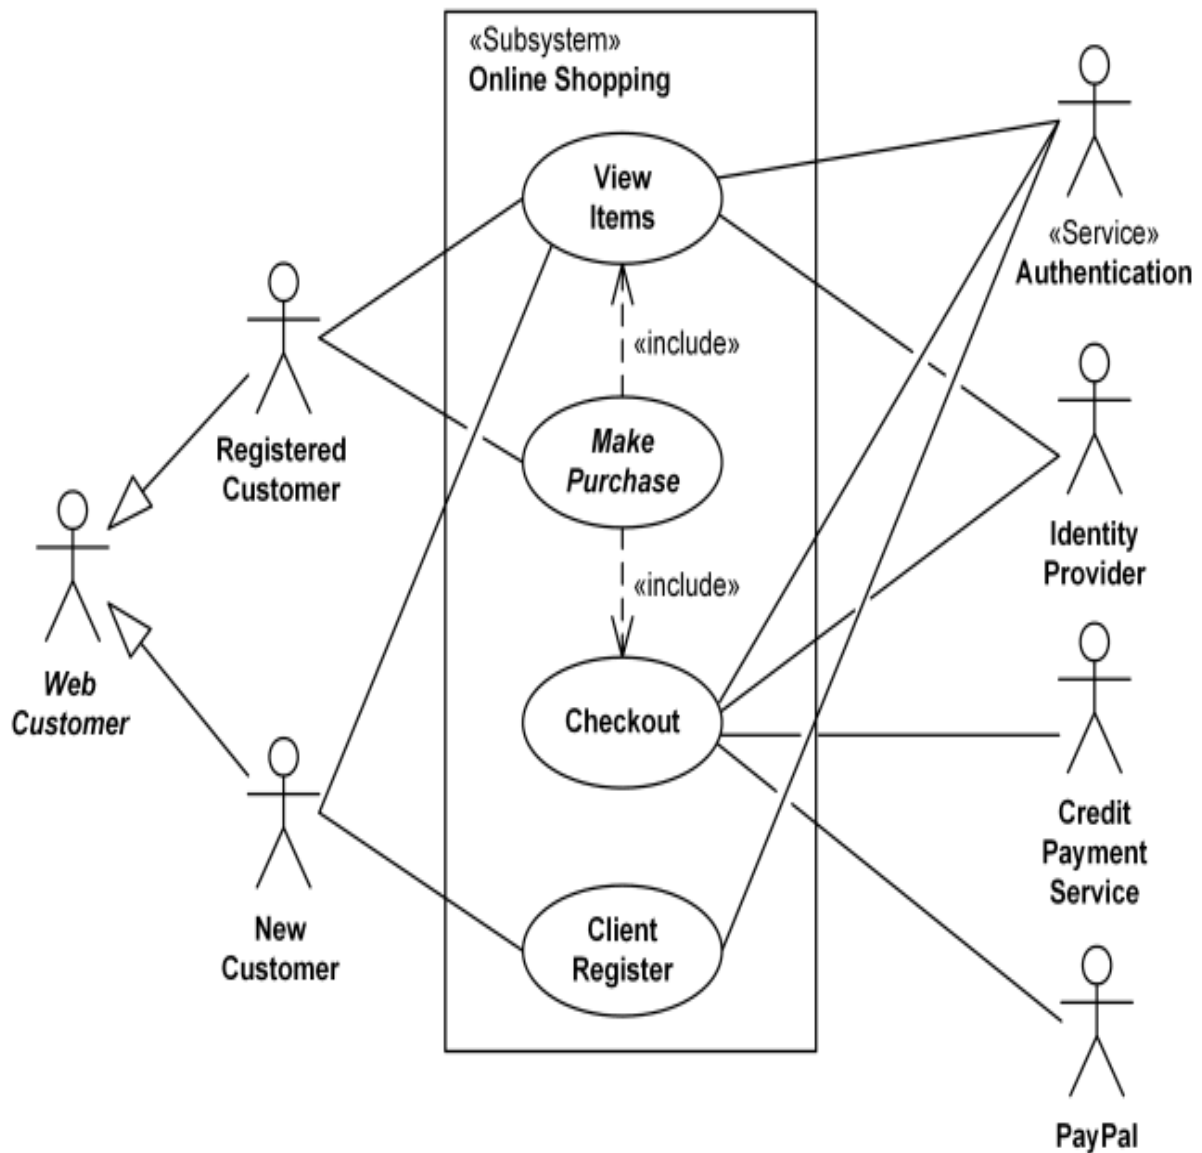 «Subsystem»
Online Shopping
View
Items
«include»
Make
Purchase
«include»
Checkout
Client
Register
Registered
Customer
Web
Customer
New
Customer
«Service»
Authentication
Identity
Provider
Credit
Payment
Service
PayPal